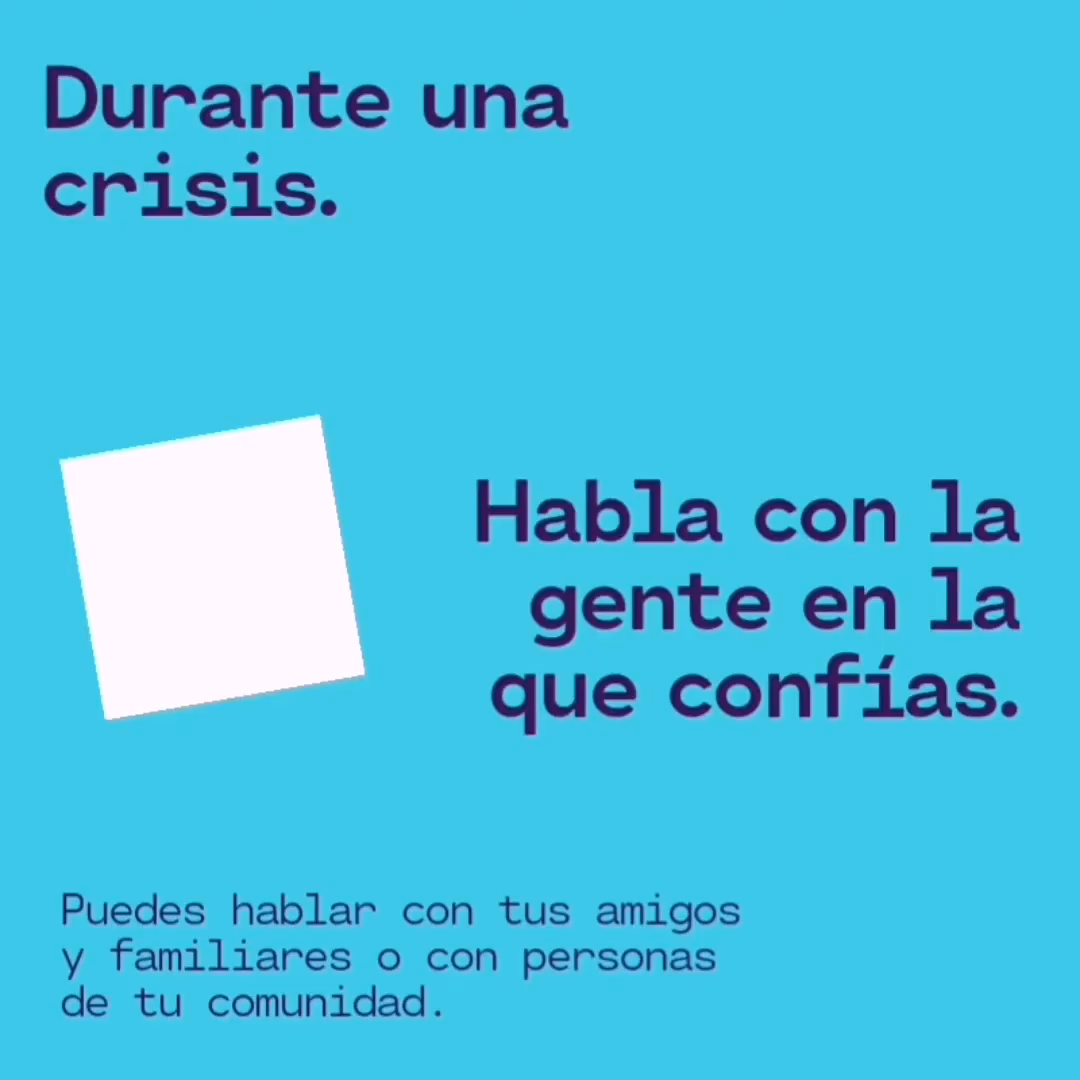 Durante una
crisis.
Habla con la
gente en la
que confías.
Puedes hablar con tus amigos
y familiares o con personas
de tu comunidad.